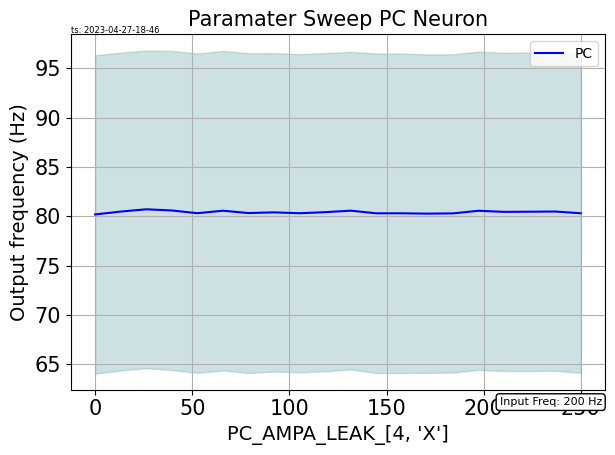 Paramater Sweep PC Neuron
ts: 2023-04-27-18-46
PC
Output frequency (Hz)
95
90
85
80
75
70
65
0 50 100 150 200 250
Input Freq: 200 Hz
PC_AMPA_LEAK_[4, 'X']